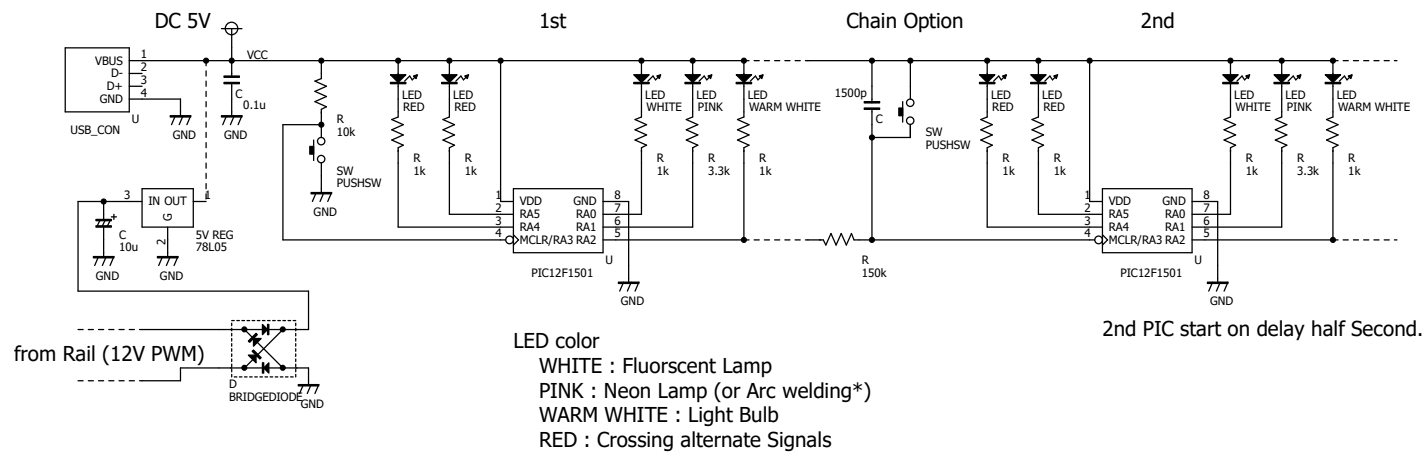 DC 5V
1st
Chain Option
2nd
VBUS 1
D- 2
D+ 3
GND 4
U
USB_CON
GND
C
0.1u
GND
VCC
R
10k
SW
PUSHSW
GND
LED
RED
LED
RED
R
1k
R
1k
LED
WHITE
LED
PINK
LED
WARM WHITE
R
1k
R
3.3k
R
1k
1 VDD GND 8
2 RA5 RA0 7
3 RA4 RA1 6
4 MCLR/RA3 RA2 5
U
PIC12F1501
GND
1500p
C
SW
PUSHSW
R
150k
LED
RED
LED
RED
R
1k
R
1k
LED
WHITE
LED
PINK
LED
WARM WHITE
R
1k
R
3.3k
R
1k
1 VDD GND 8
2 RA5 RA0 7
3 RA4 RA1 6
4 MCLR/RA3 RA2 5
U
PIC12F1501
GND
3 IN OUT 1
G
2
5V REG
78L05
GND
+
C
10u
GND
from Rail (12V PWM)
D
BRIDGEDIODE
GND
2nd PIC start on delay half Second.
LED color
WHITE : Fluorscent Lamp
PINK : Neon Lamp (or Arc welding*)
WARM WHITE : Light Bulb
RED : Crossing alternate Signals